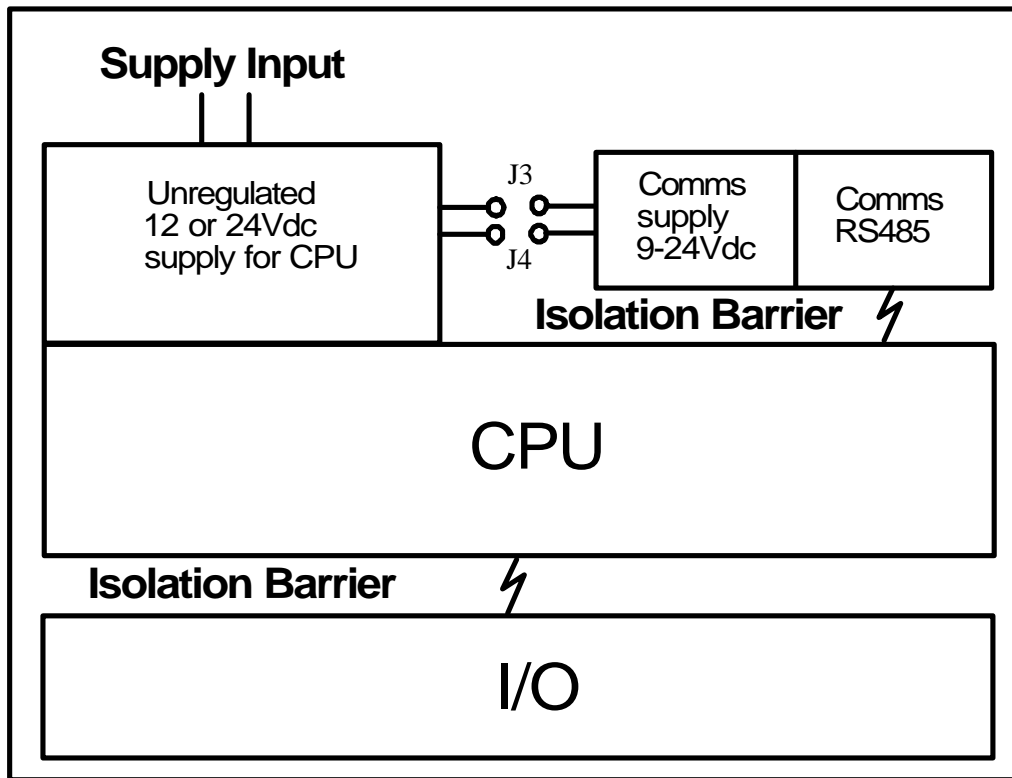 Supply Input
Unregulated
12 or 24Vdc
supply for CPU
J3
J4
Comms
supply
9-24Vdc
Comms
RS485
Isolation Barrier
CPU
Isolation Barrier
I/O